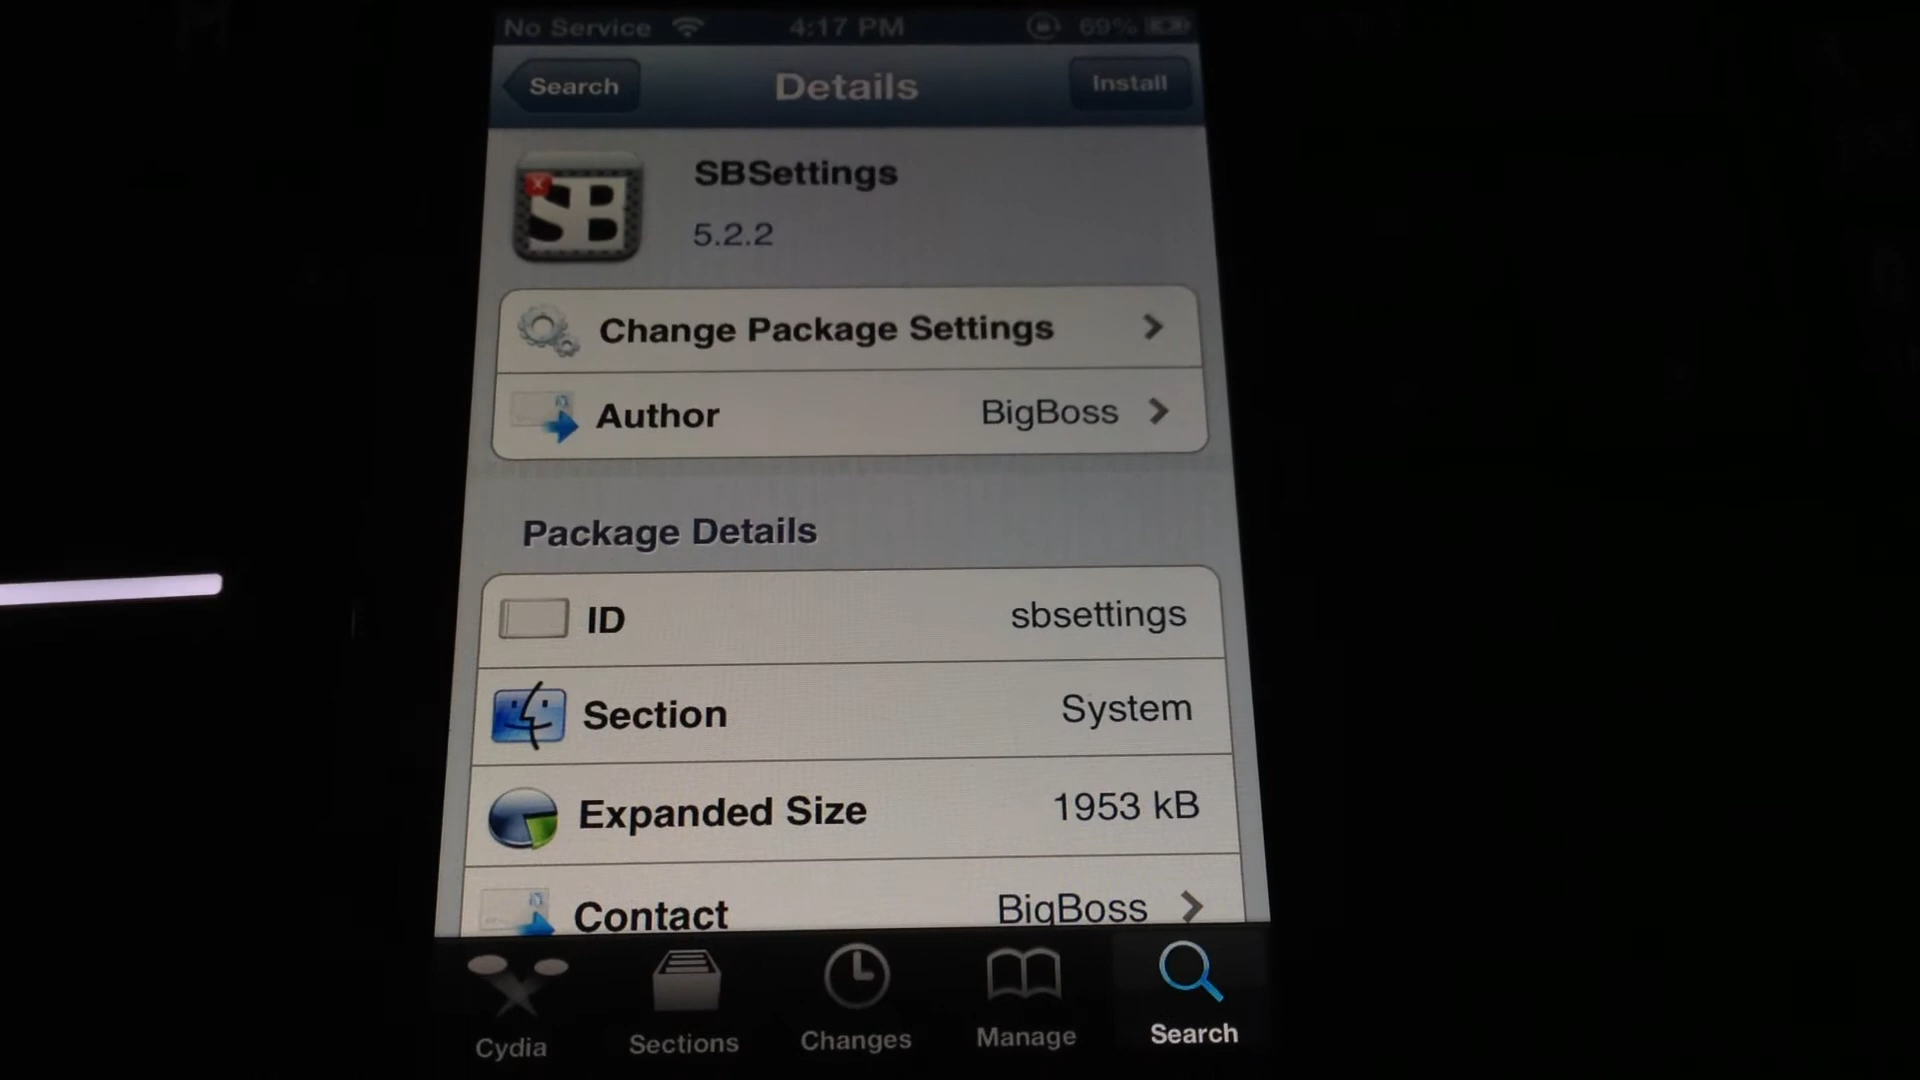 No Service 4:17 PM 69%
Search Details Install
SB
SBSettings
5.2.2
Change Package Settings
Author BigBoss
Package Details
ID sbsettings
Section System
Expanded Size 1953 kB
Contact BigBoss
Cydia Sections Changes Manage Search